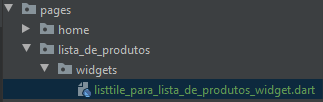 pages
home
lista_de_produtos
widgets
listtile_para_lista_de_produtos_widget.dart